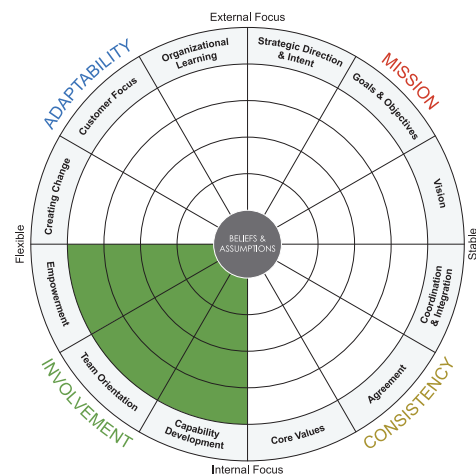 External Focus
ADAPTABILITY
Organizational
Learning
Strategic Direction
& Intent
MISSION
Customer Focus
Goals & Objectives
Creating Change
Vision
Flexible
BELIEFS &
ASSUMPTIONS
Stable
Empowerment
Coordination
& Integration
Team Orientation
Agreement
INVOLVEMENT
Capability
Development
Core Values
CONSISTENCY
Internal Focus